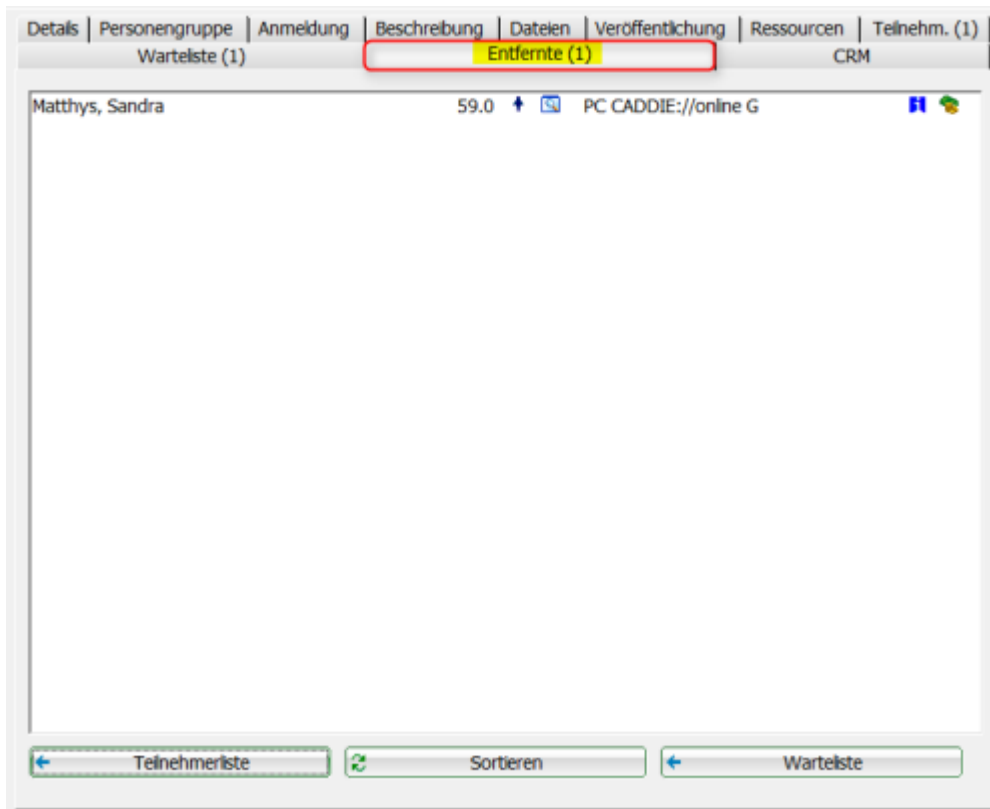 Details Personengruppe Anmeldung Beschreibung Dateien Veröffentlichung Ressourcen Teilnehm. (1)
Warteliste (1) Entfernte (1) CRM
Matthys, Sandra 59.0 PC CADDIE://online G
Teilnehmerliste Sortieren Warteliste